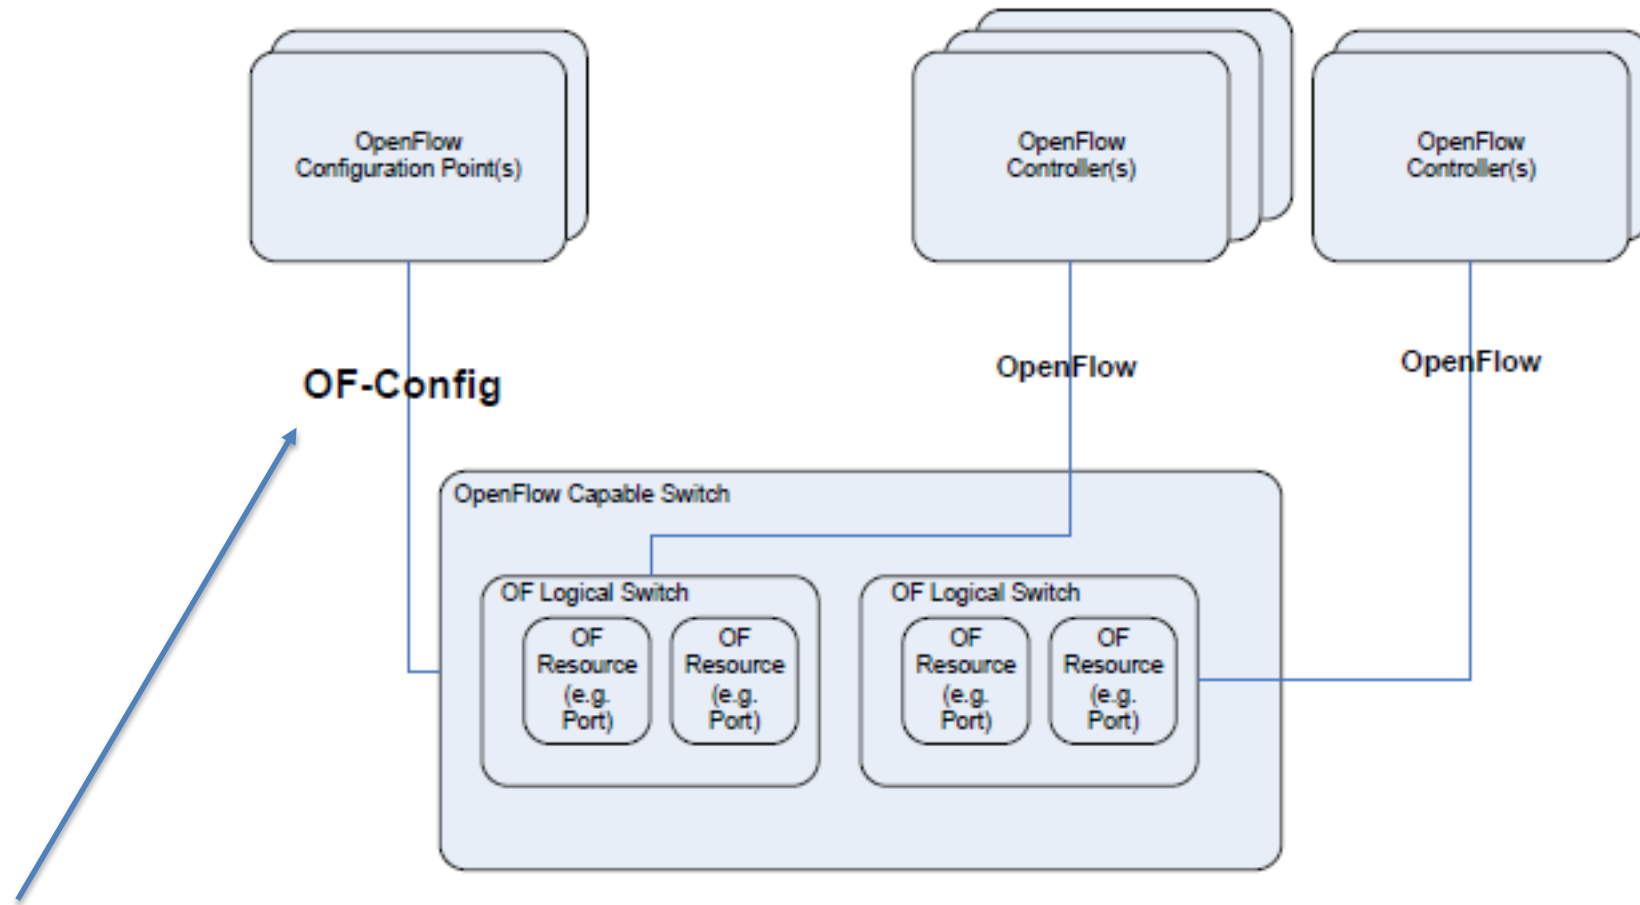 OpenFlow
Configuration Point(s)
OpenFlow
Controller(s)
OpenFlow
Controller(s)
OF-Config
OpenFlow
OpenFlow
OpenFlow Capable Switch
OF Logical Switch
OF
Resource
(e.g.
Port)
OF
Resource
(e.g.
Port)
OF Logical Switch
OF
Resource
(e.g.
Port)
OF
Resource
(e.g.
Port)